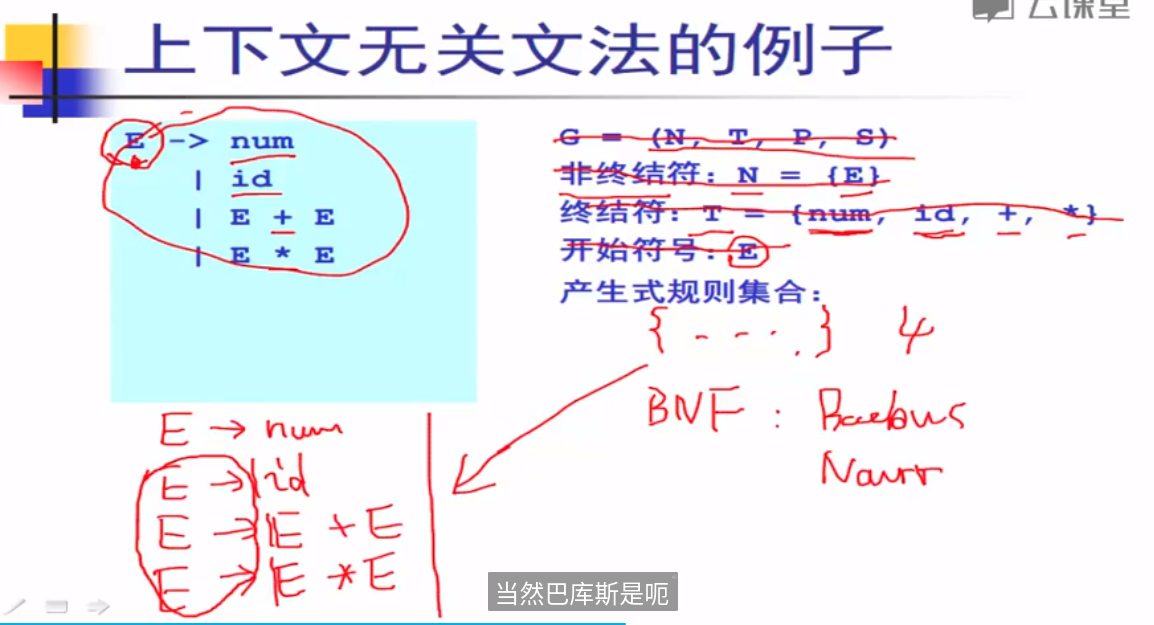 云课堂
上下文无关文法的例子
E -> num
| id
| E + E
| E * E
G = (N, T, P, S)
非终结符：N = {E}
终结符：T = {num, id, +, *}
开始符号：E
产生式规则集合：
{ - - - . } 4
BNF : Backus
Naur
E → num
E → | id
E → | E + E
E → | E * E
当然巴库斯是呃